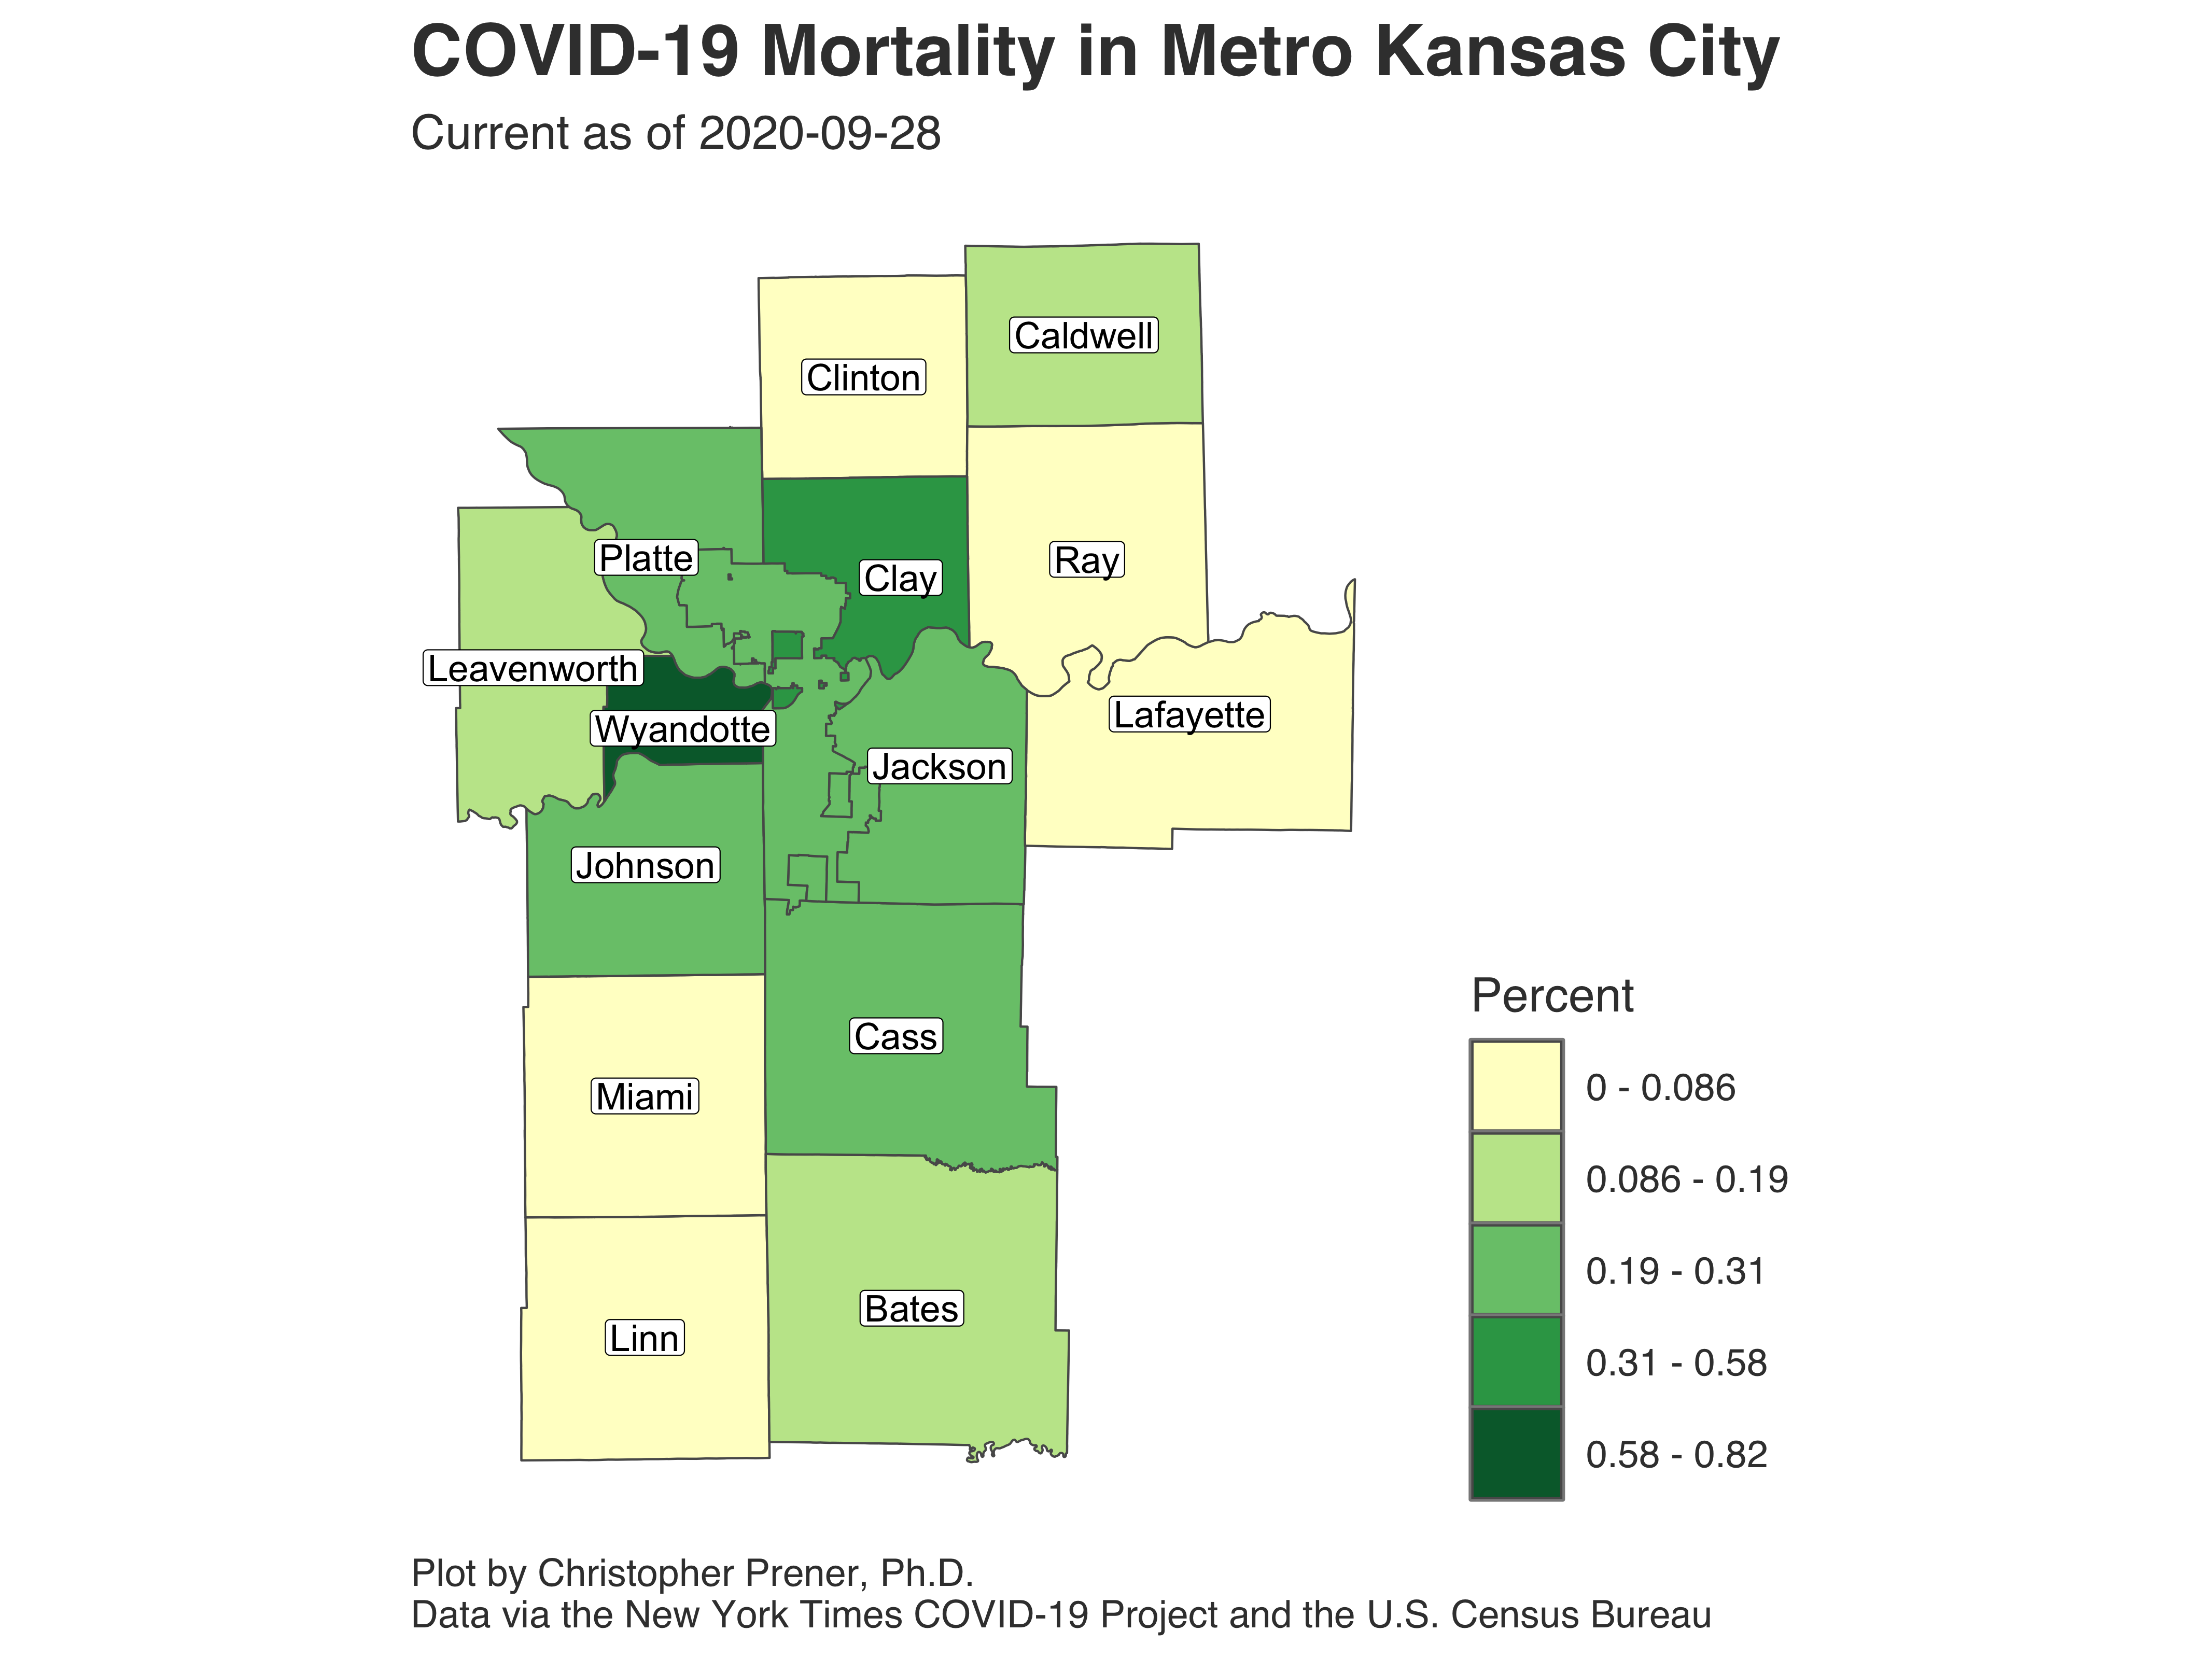 COVID-19 Mortality in Metro Kansas City
Current as of 2020-09-28
Caldwell
Clinton
Platte
Clay
Ray
Leavenworth
Wyandotte
Lafayette
Jackson
Johnson
Cass
Miami
Bates
Linn
Percent
0 - 0.086
0.086 - 0.19
0.19 - 0.31
0.31 - 0.58
0.58 - 0.82
Plot by Christopher Prener, Ph.D.
Data via the New York Times COVID-19 Project and the U.S. Census Bureau